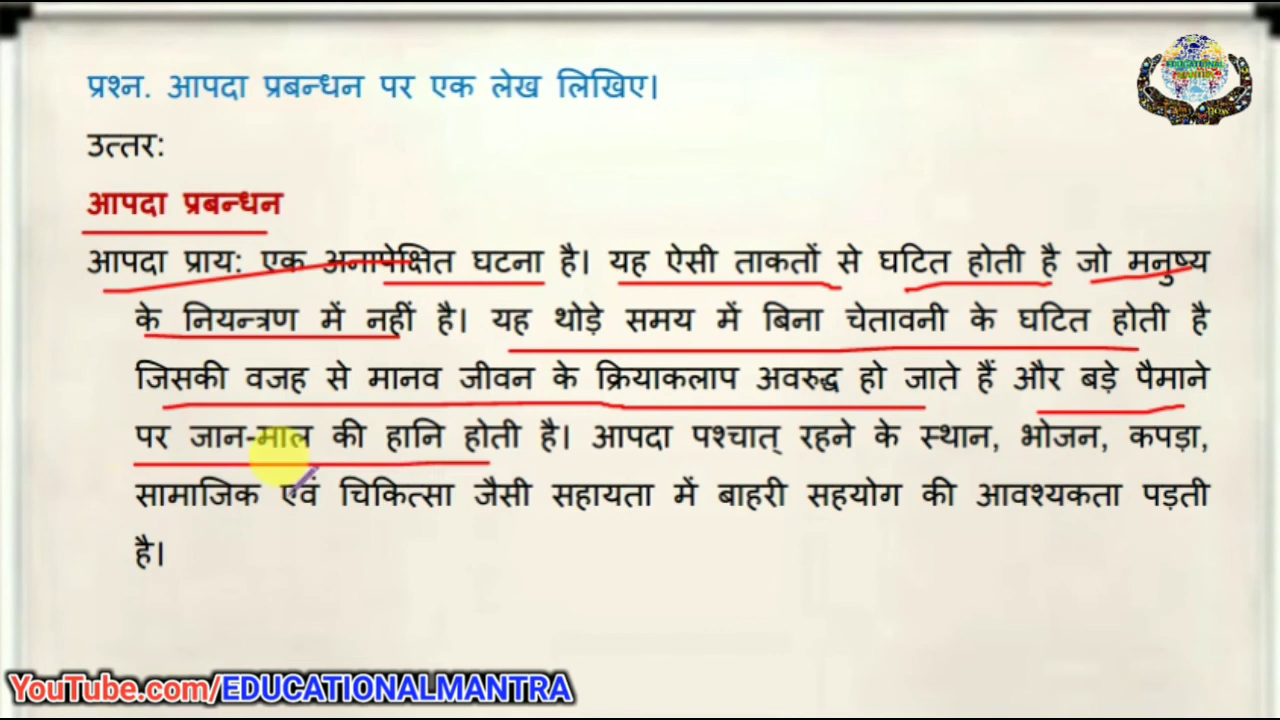 प्रश्न. आपदा प्रबन्धन पर एक लेख लिखिए।
EDUCATIONAL
MANTRA
उत्तर:
आपदा प्रबन्धन
आपदा प्राय: एक अनापेक्षित घटना है। यह ऐसी ताकतों से घटित होती है जो मनुष्य
के नियन्त्रण में नहीं है। यह थोड़े समय में बिना चेतावनी के घटित होती है
जिसकी वजह से मानव जीवन के क्रियाकलाप अवरुद्ध हो जाते हैं और बड़े पैमाने
पर जान-माल की हानि होती है। आपदा पश्चात् रहने के स्थान, भोजन, कपड़ा,
सामाजिक एवं चिकित्सा जैसी सहायता में बाहरी सहयोग की आवश्यकता पड़ती
है।
YouTube.com/EDUCATIONALMANTRA